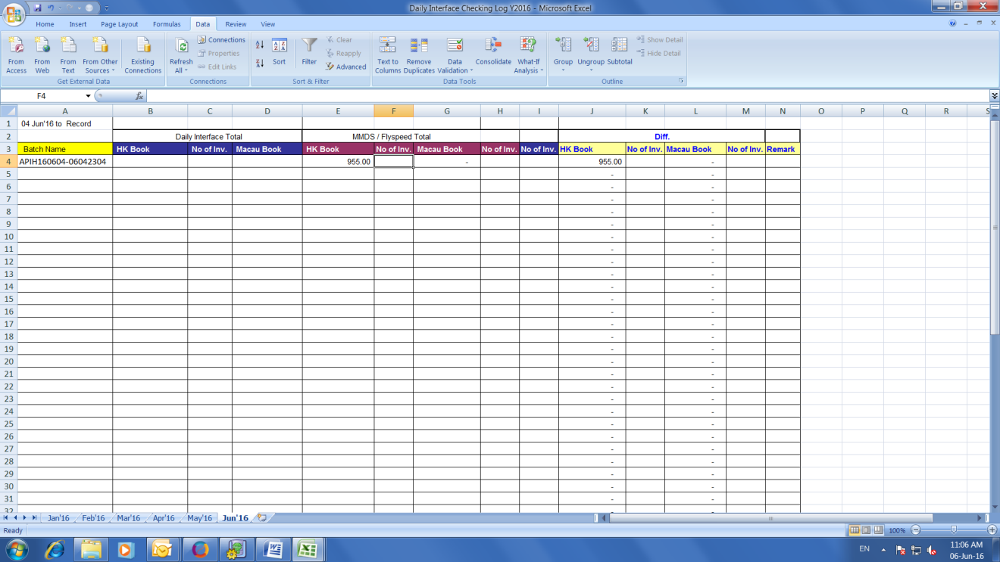 Daily Interface Checking Log Y2016 - Microsoft Excel
Home Insert Page Layout Formulas Data Review View
From Access
From Web
From Text
From Other Sources
Existing Connections
Get External Data
Refresh All
Connections
Properties
Edit Links
Connections
Sort
Filter
Clear
Reapply
Advanced
Sort & Filter
Text to Columns
Remove Duplicates
Data Validation
Consolidate
What-If Analysis
Data Tools
Group
Ungroup
Subtotal
Show Detail
Hide Detail
Outline
F4 fx
A B C D E F G H I J K L M N O P Q R S
1 04 Jun'16 to Record
2 Daily Interface Total MMDS / Flyspeed Total Diff.
3 Batch Name HK Book No of Inv. Macau Book HK Book No of Inv. Macau Book No of Inv. No of Inv. HK Book No of Inv. Macau Book No of Inv. Remark
4 APIH160604-06042304 955.00 - 955.00 -
5 - -
6 - -
7 - -
8 - -
9 - -
10 - -
11 - -
12 - -
13 - -
14 - -
15 - -
16 - -
17 - -
18 - -
19 - -
20 - -
21 - -
22 - -
23 - -
24 - -
25 - -
26 - -
27 - -
28 - -
29 - -
30 - -
31 - -
32 - -
Jan'16 Feb'16 Mar'16 Apr'16 May'16 Jun'16
Ready 100%
EN 11:06 AM
06-Jun-16